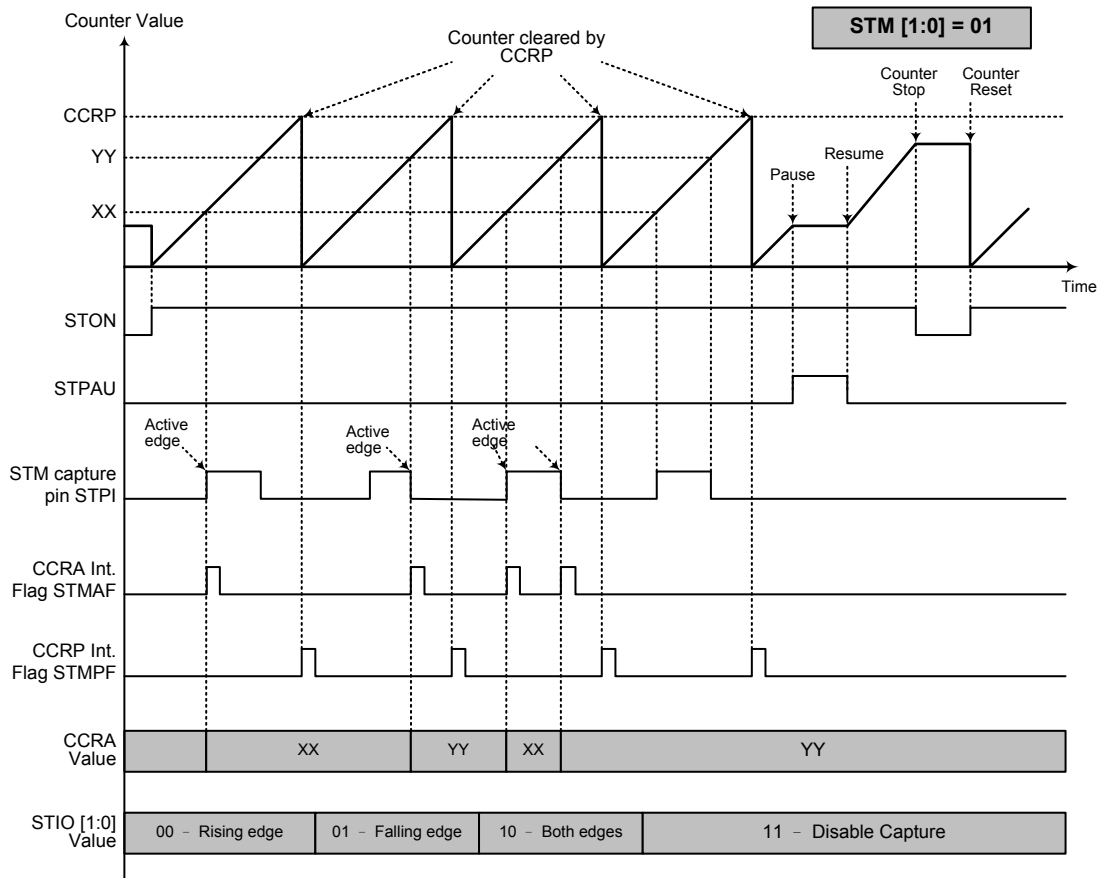 Counter Value
STM [1:0] = 01
Counter cleared by
CCRP
Counter
Stop
Counter
Reset
CCRP
YY
Resume
Pause
XX
Time
STON
STPAU
Active
edge
Active
edge
Active
edge
STM capture
pin STPI
CCRA Int.
Flag STMAF
CCRP Int.
Flag STMPF
CCRA
Value
XX
YY
XX
YY
STIO [1:0]
Value
00 – Rising edge
01 – Falling edge
10 – Both edges
11 – Disable Capture